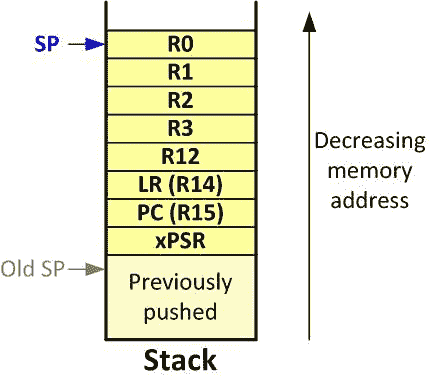 SP
R0
R1
R2
R3
R12
LR (R14)
PC (R15)
xPSR
Old SP
Previously
pushed
Stack
Decreasing
memory
address